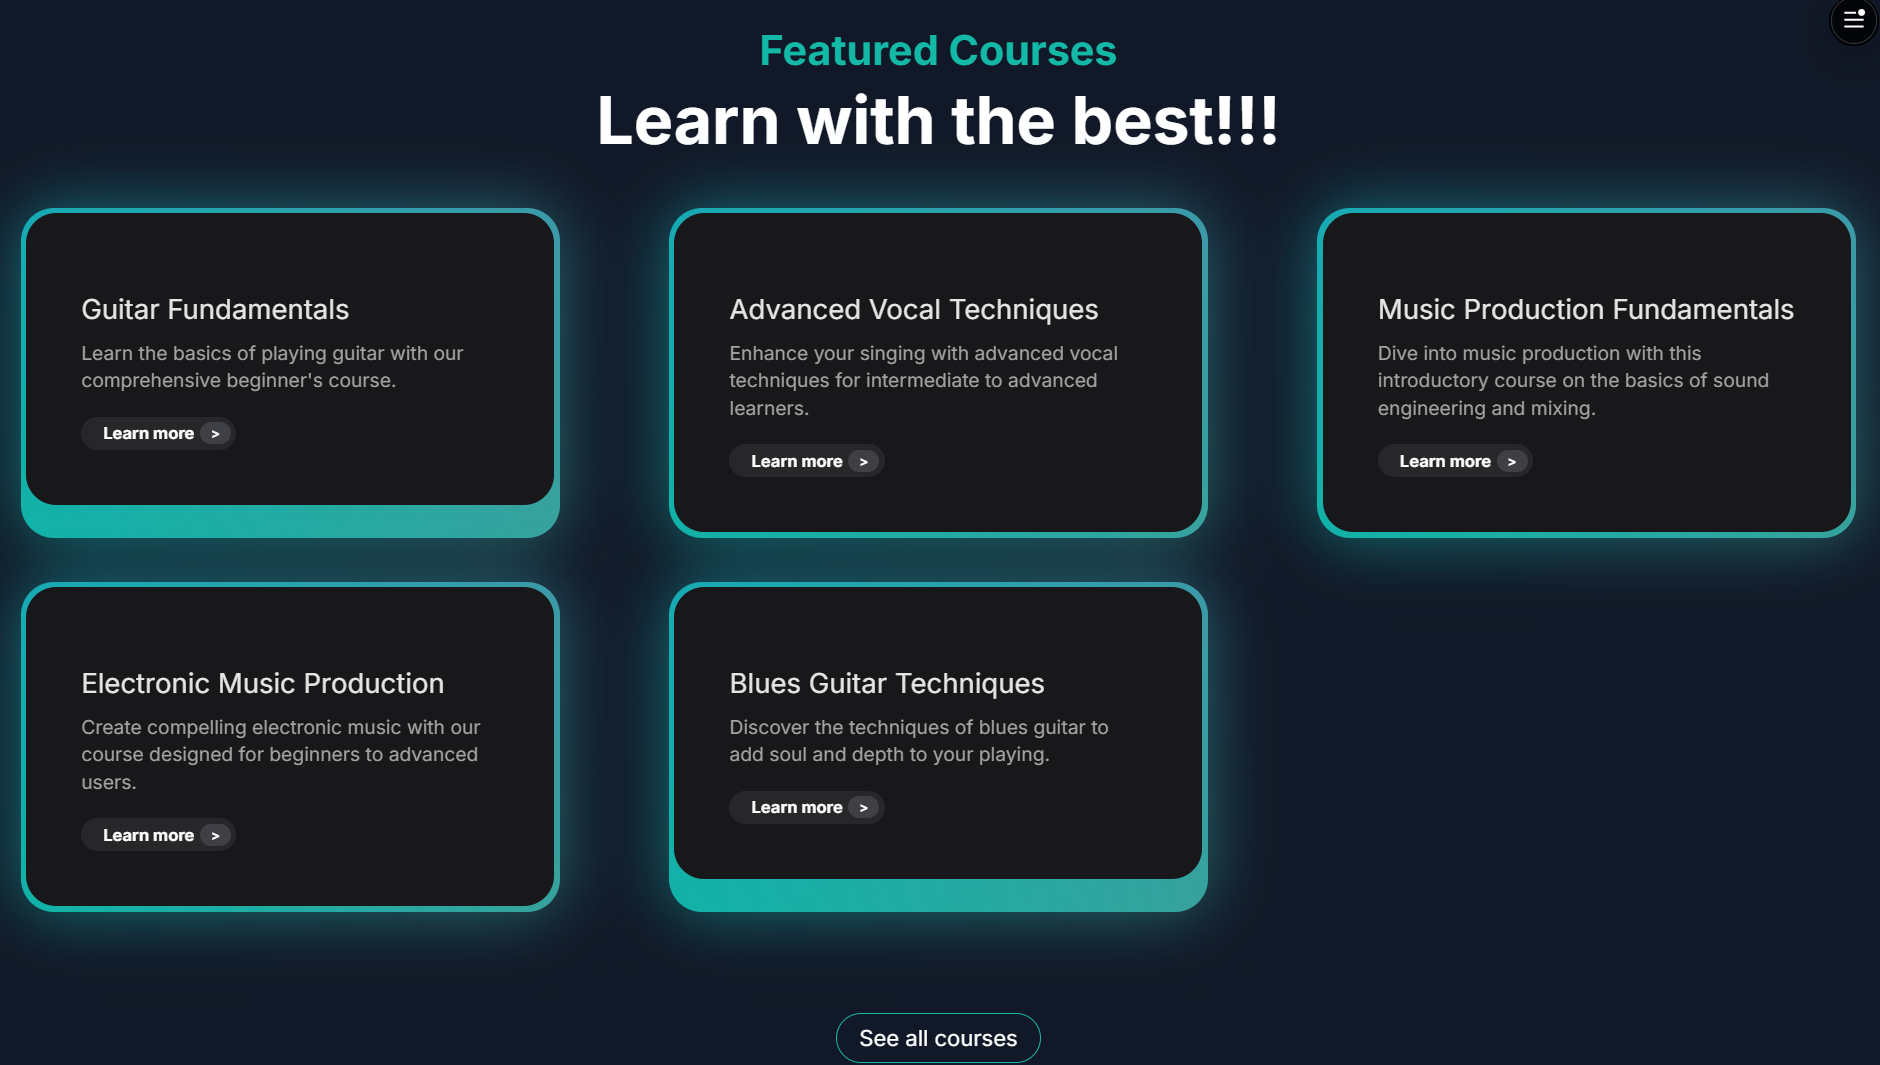 Featured Courses
Learn with the best!!!
Guitar Fundamentals
Learn the basics of playing guitar with our
comprehensive beginner's course.
Learn more >
Advanced Vocal Techniques
Enhance your singing with advanced vocal
techniques for intermediate to advanced
learners.
Learn more >
Music Production Fundamentals
Dive into music production with this
introductory course on the basics of sound
engineering and mixing.
Learn more >
Electronic Music Production
Create compelling electronic music with our
course designed for beginners to advanced
users.
Learn more >
Blues Guitar Techniques
Discover the techniques of blues guitar to
add soul and depth to your playing.
Learn more >
See all courses